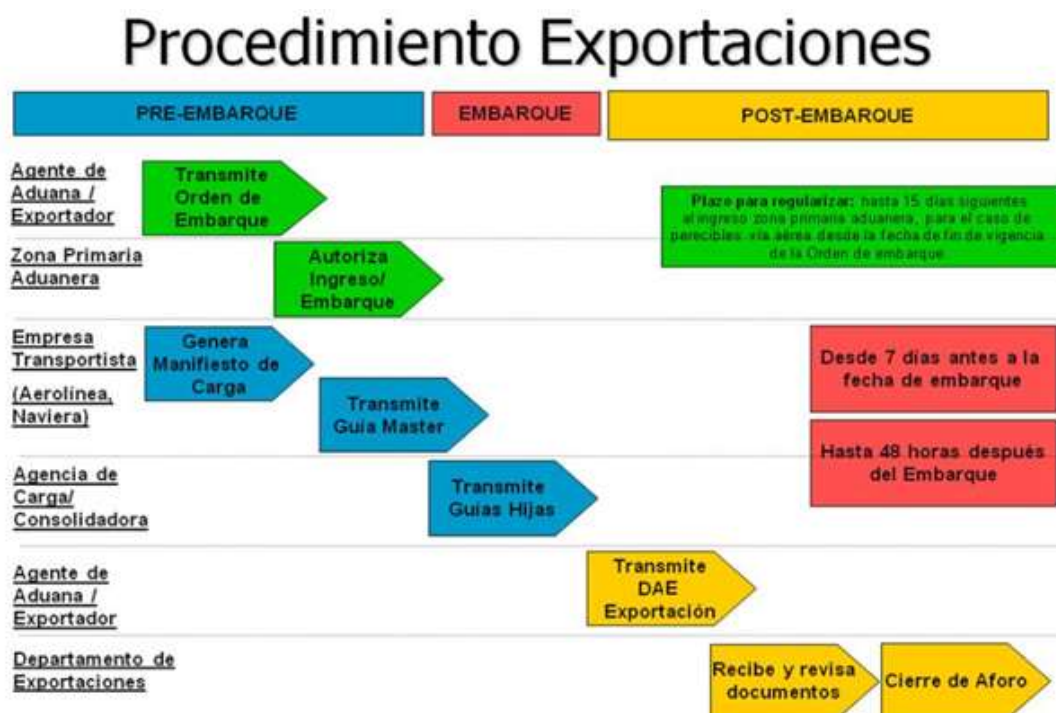 Procedimiento Exportaciones
PRE-EMBARQUE
EMBARQUE
POST-EMBARQUE
Agente de
Aduana /
Exportador
Transmite
Orden de
Embarque
Plazo para regularizar: hasta 15 días siguientes
al ingreso zona primaria aduanera, para el caso de
perecibles vía aérea desde la fecha de fin de vigencia
de la Orden de embarque.
Zona Primaria
Aduanera
Autoriza
Ingreso/
Embarque
Empresa
Transportista
(Aerolínea,
Naviera)
Genera
Manifiesto de
Carga
Transmite
Guía Master
Desde 7 días antes a la
fecha de embarque
Hasta 48 horas después
del Embarque
Agencia de
Carga/
Consolidadora
Transmite
Guías Hijas
Agente de
Aduana /
Exportador
Transmite
DAE
Exportación
Departamento de
Exportaciones
Recibe y revisa
documentos
Cierre de Aforo